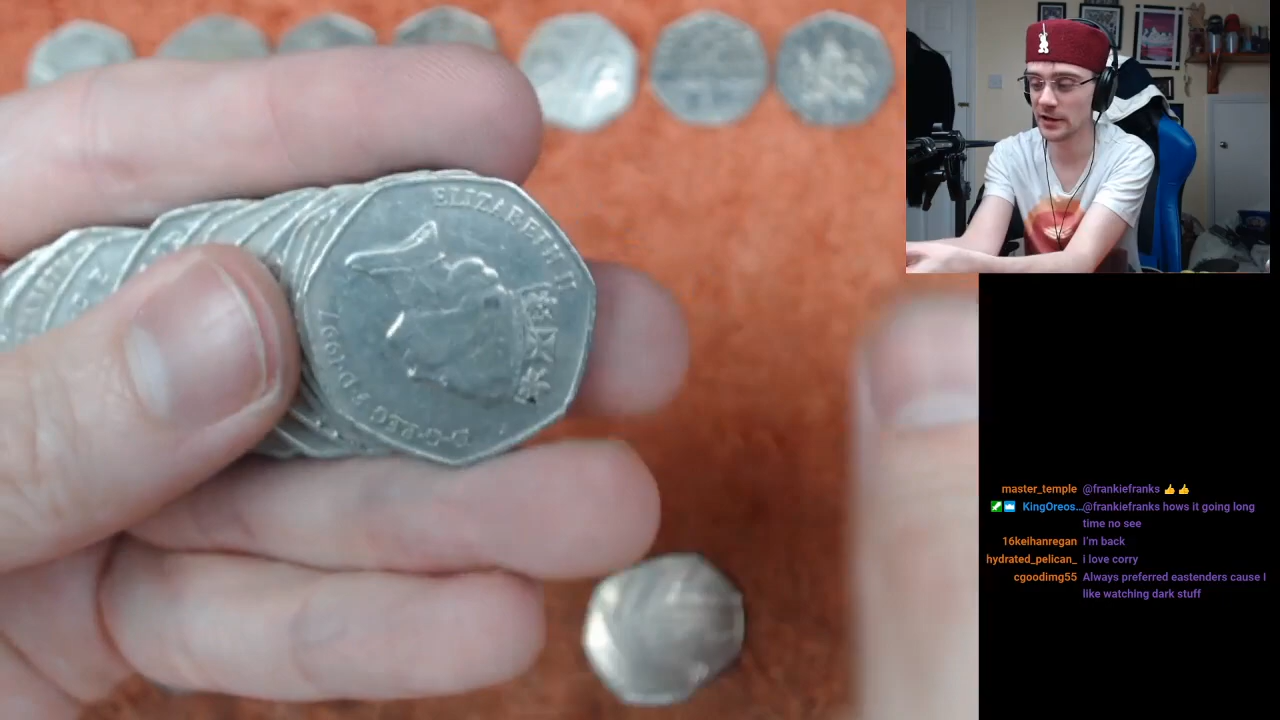 ELIZABETH II
D·G·REG·F·D·1997
master_temple @frankiefranks 👍👍
KingOreos... @frankiefranks hows it going long
time no see
16keihanregan I'm back
hydrated_pelican_ i love corry
cgoodimg55 Always preferred eastenders cause I
like watching dark stuff